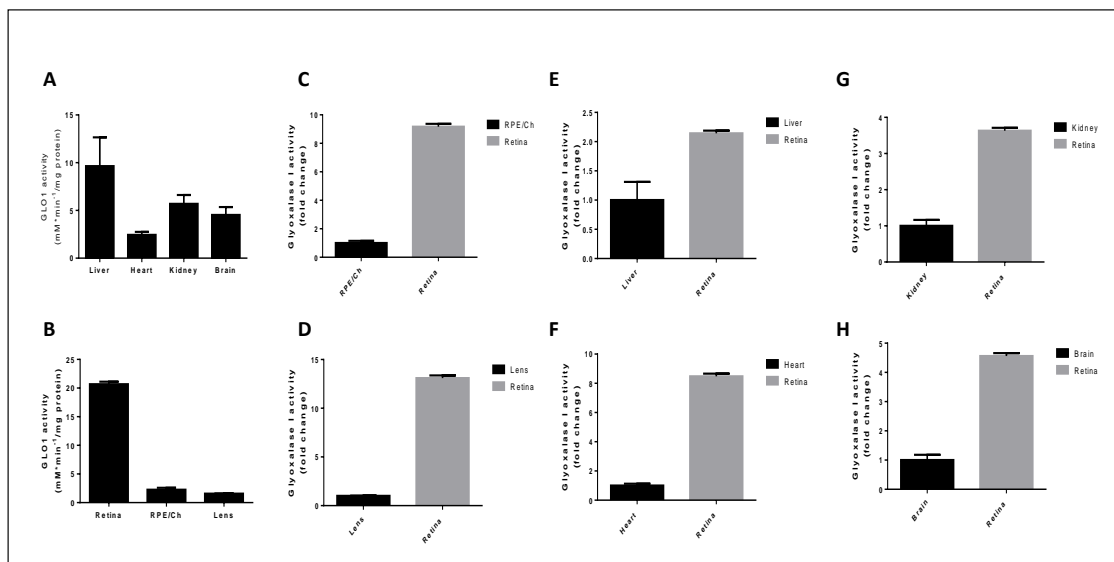 A
GLO1 activity
(mM*min⁻¹/mg protein)
15
10
5
0
Liver Heart Kidney Brain
C
Glyoxalase I activity
(fold change)
10
8
6
4
2
0
RPE/Ch
Retina
RPE/Ch
Retina
E
Glyoxalase I activity
(fold change)
2.5
2.0
1.5
1.0
0.5
0.0
Liver
Retina
Liver
Retina
G
Glyoxalase I activity
(fold change)
4
3
2
1
0
Kidney
Retina
Kidney
Retina
B
GLO1 activity
(mM*min⁻¹/mg protein)
25
20
15
10
5
0
Retina RPE/Ch Lens
D
Glyoxalase I activity
(fold change)
15
10
5
0
Lens
Retina
Lens
Retina
F
Glyoxalase I activity
(fold change)
10
8
6
4
2
0
Heart
Retina
Heart
Retina
H
Glyoxalase I activity
(fold change)
5
4
3
2
1
0
Brain
Retina
Brain
Retina